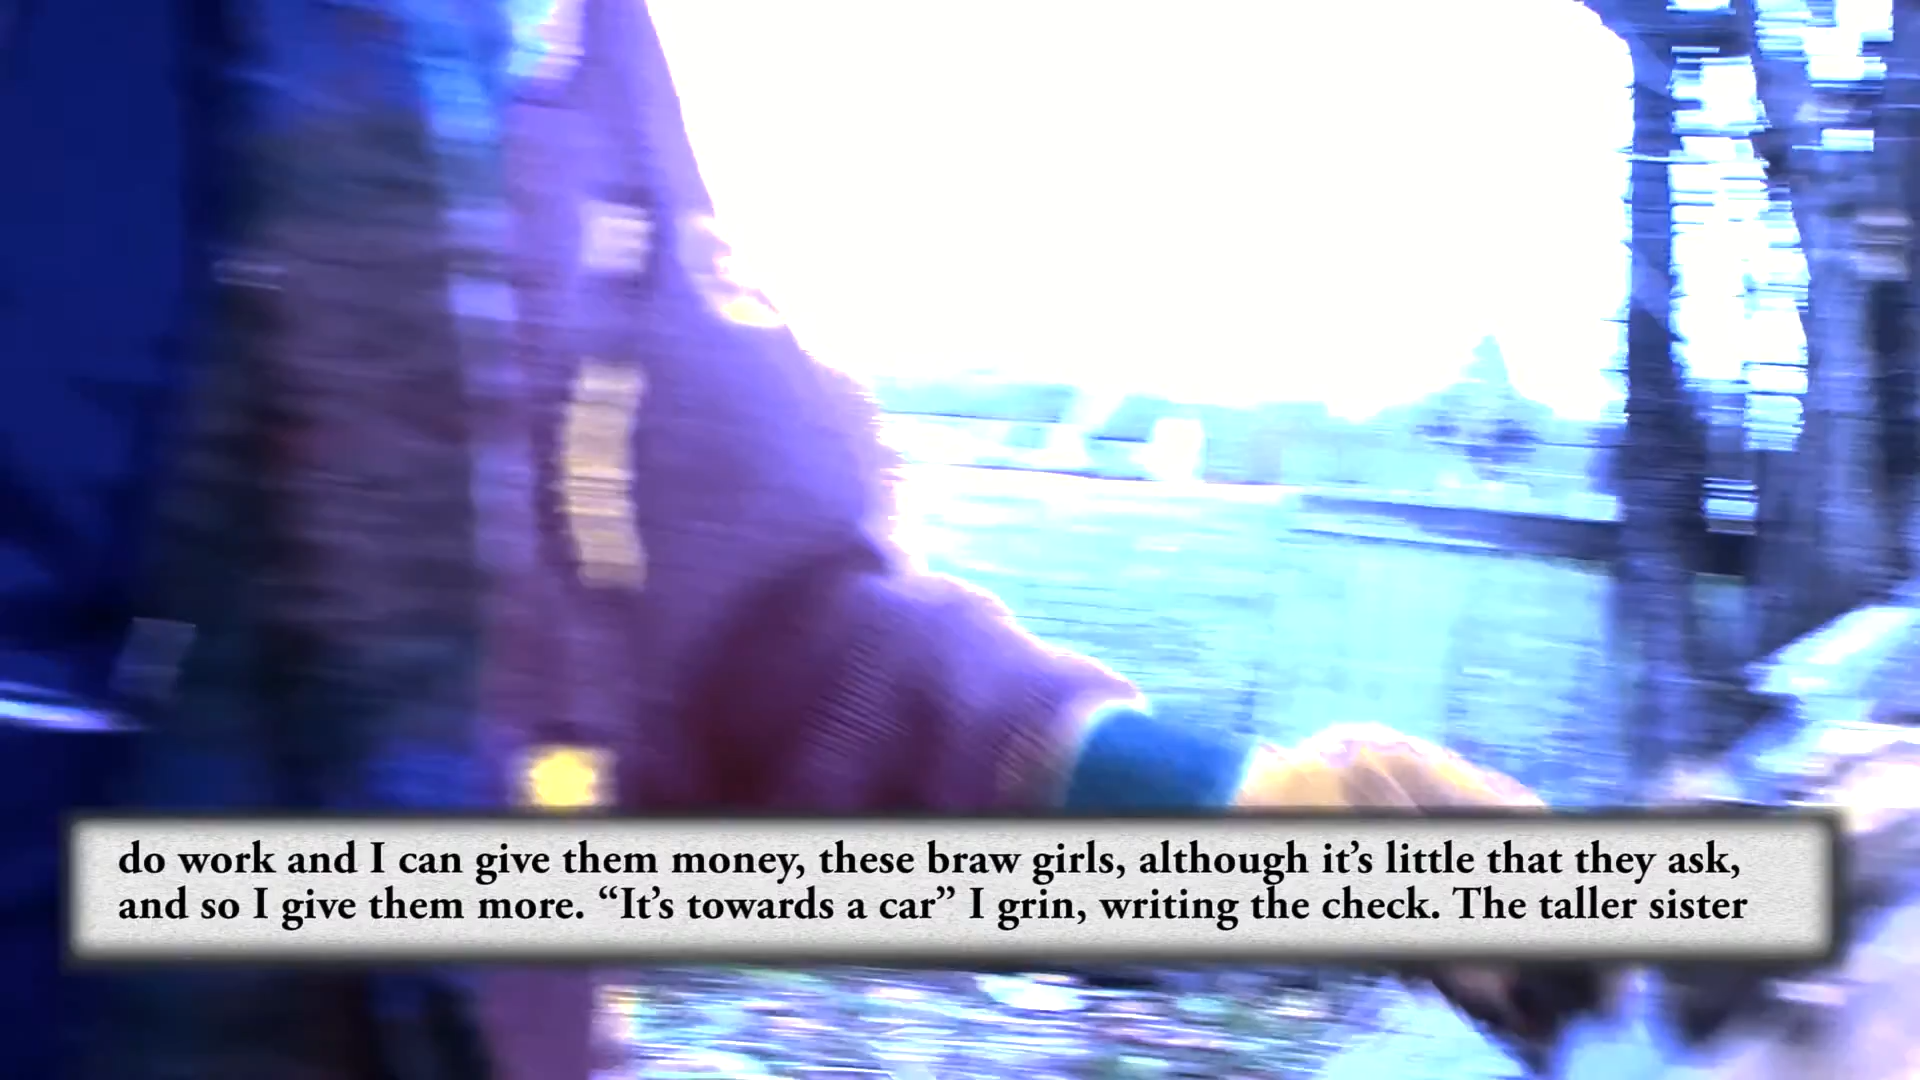 do work and I can give them money, these braw girls, although it’s little that they ask,
and so I give them more. “It’s towards a car” I grin, writing the check. The taller sister